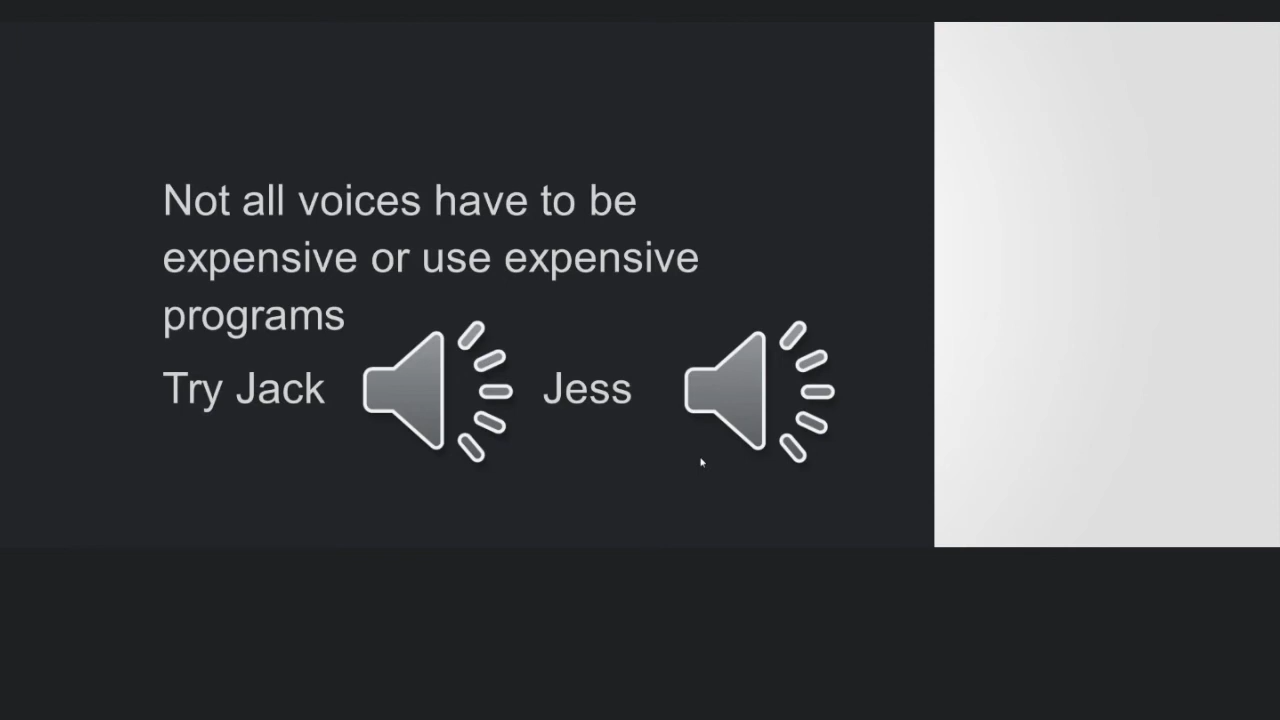 Not all voices have to be
expensive or use expensive
programs
Try Jack Jess